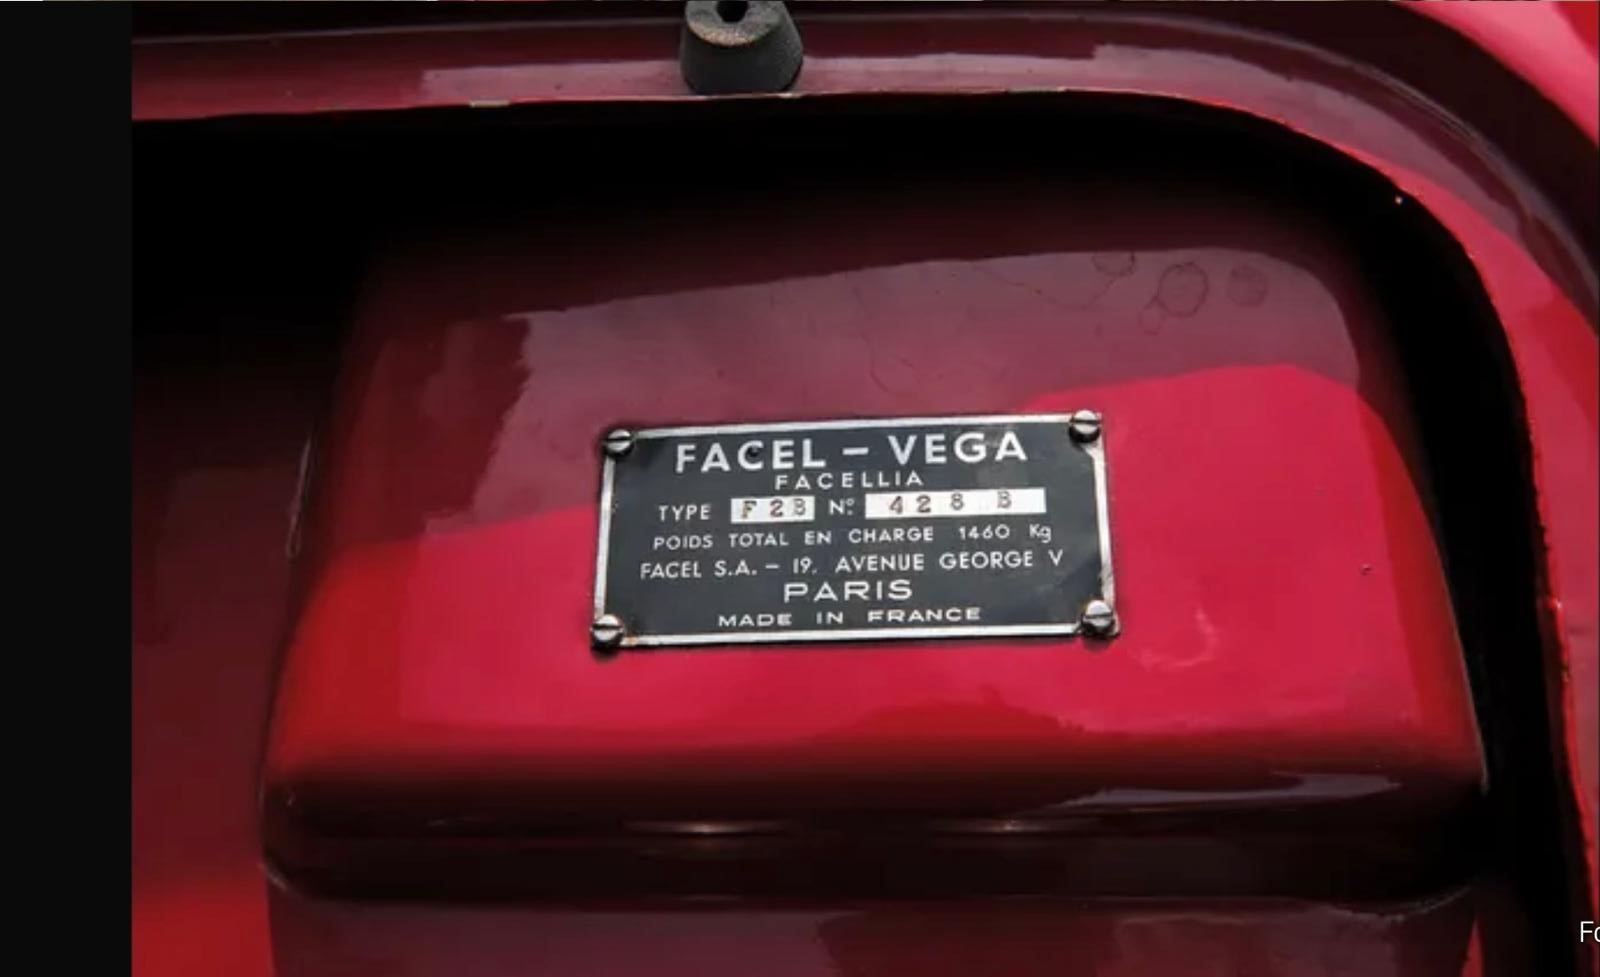 FACEL – VEGA
FACELLIA
TYPE F2B Nº 428 B
POIDS TOTAL EN CHARGE 1460 Kg
FACEL S.A. – 19, AVENUE GEORGE V
PARIS
MADE IN FRANCE